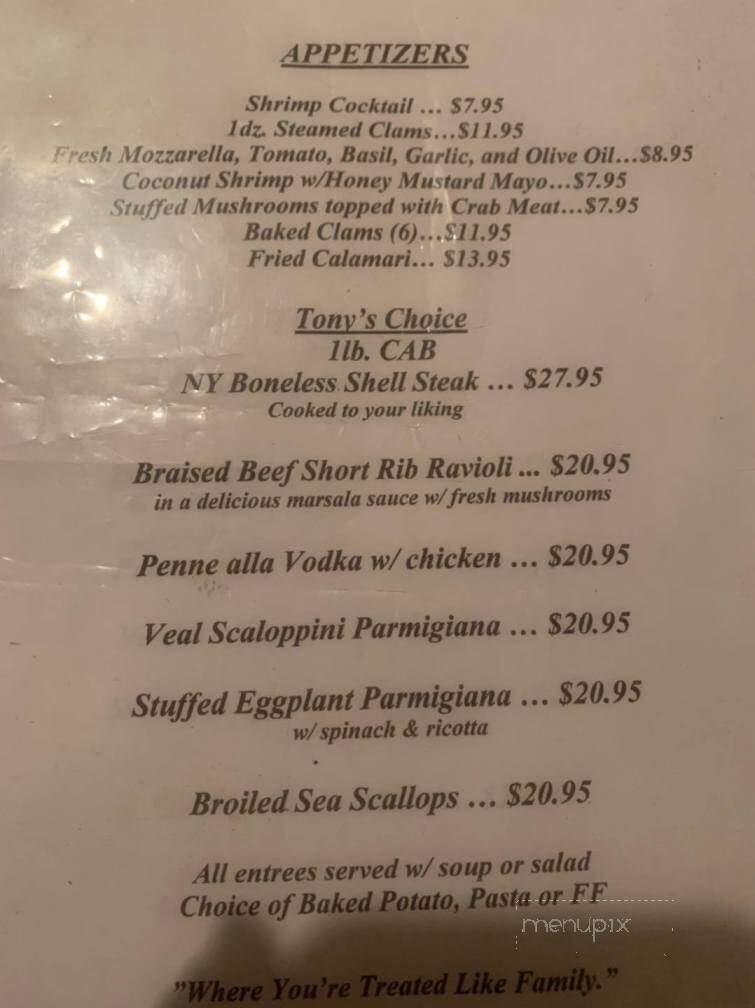 APPETIZERS
Shrimp Cocktail ... $7.95
1dz. Steamed Clams...$11.95
Fresh Mozzarella, Tomato, Basil, Garlic, and Olive Oil...$8.95
Coconut Shrimp w/Honey Mustard Mayo...$7.95
Stuffed Mushrooms topped with Crab Meat...$7.95
Baked Clams (6)...$11.95
Fried Calamari... $13.95
Tony's Choice
1lb. CAB
NY Boneless Shell Steak ... $27.95
Cooked to your liking
Braised Beef Short Rib Ravioli ... $20.95
in a delicious marsala sauce w/ fresh mushrooms
Penne alla Vodka w/ chicken ... $20.95
Veal Scaloppini Parmigiana ... $20.95
Stuffed Eggplant Parmigiana ... $20.95
w/ spinach & ricotta
Broiled Sea Scallops ... $20.95
All entrees served w/ soup or salad
Choice of Baked Potato, Pasta or FF
menupix
"Where You're Treated Like Family."